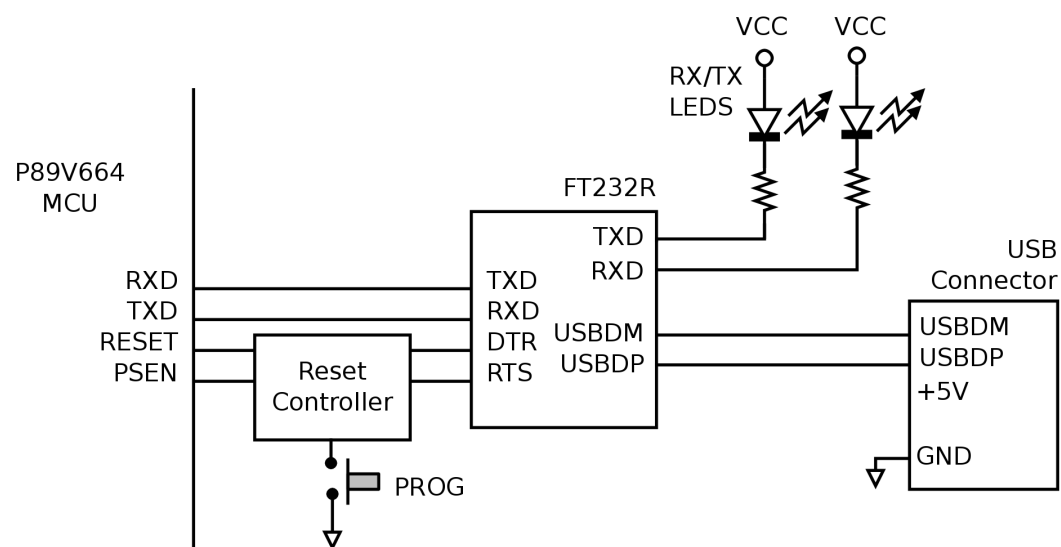 VCC
VCC
RX/TX
LEDS
P89V664
MCU
FT232R
TXD
RXD
USB
Connector
RXD
TXD
RESET
PSEN
TXD
RXD
DTR
RTS
USBDM
USBDP
USBDM
USBDP
+5V
GND
Reset
Controller
PROG